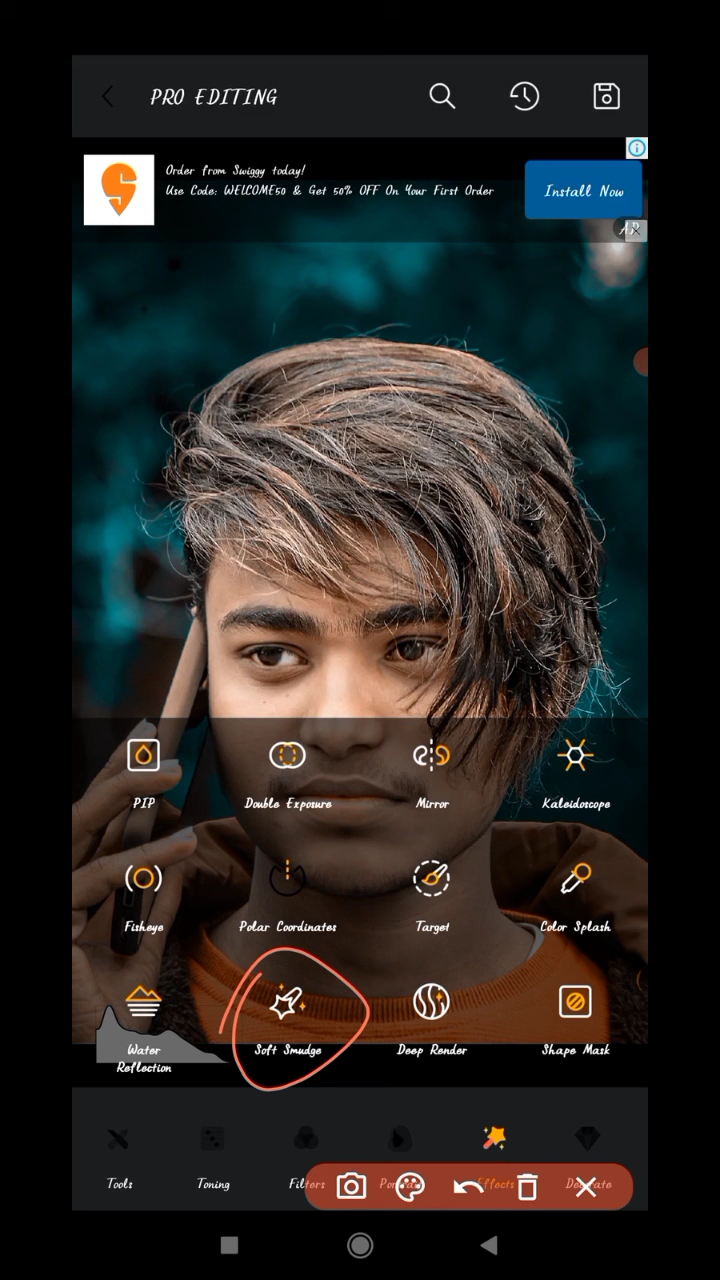 PRO EDITING
Order from Swiggy today!
Use Code: WELCOME50 & Get 50% OFF On Your First Order
Install Now
PIP
Double Exposure
Mirror
Kaleidoscope
Fisheye
Polar Coordinates
Target
Color Splash
Water
Reflection
Soft Smudge
Deep Render
Shape Mask
Tools
Toning
Filters
Effects